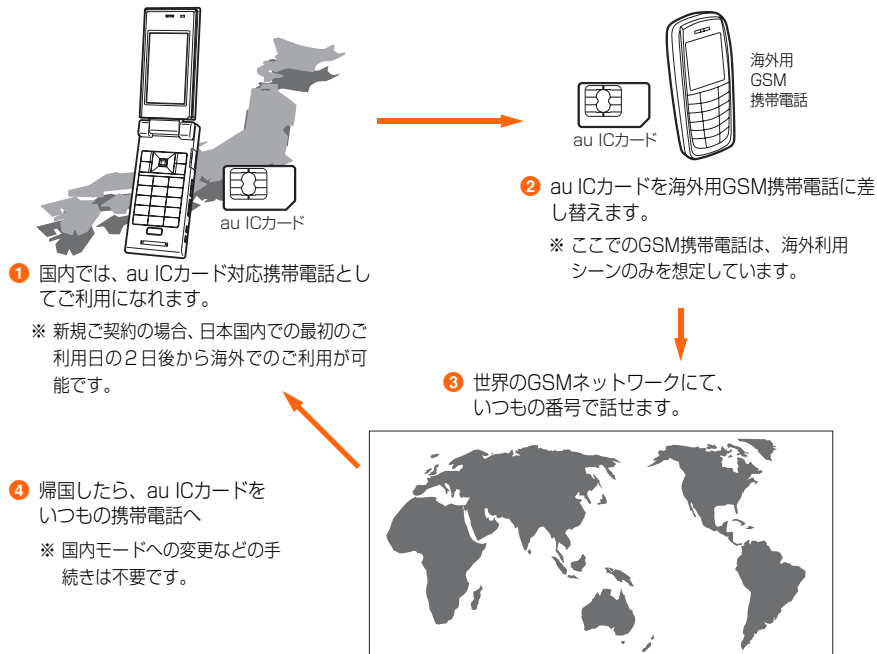 au ICカード
❶ 国内では、au ICカード対応携帯電話とし
てご利用になれます。
※ 新規ご契約の場合、日本国内での最初のご
利用日の2日後から海外でのご利用が可
能です。
au ICカード
海外用
GSM
携帯電話
❷ au ICカードを海外用GSM携帯電話に差
し替えます。
※ ここでのGSM携帯電話は、海外利用
シーンのみを想定しています。
❸ 世界のGSMネットワークにて、
いつもの番号で話せます。
❹ 帰国したら、au ICカードを
いつもの携帯電話へ
※ 国内モードへの変更などの手
続きは不要です。